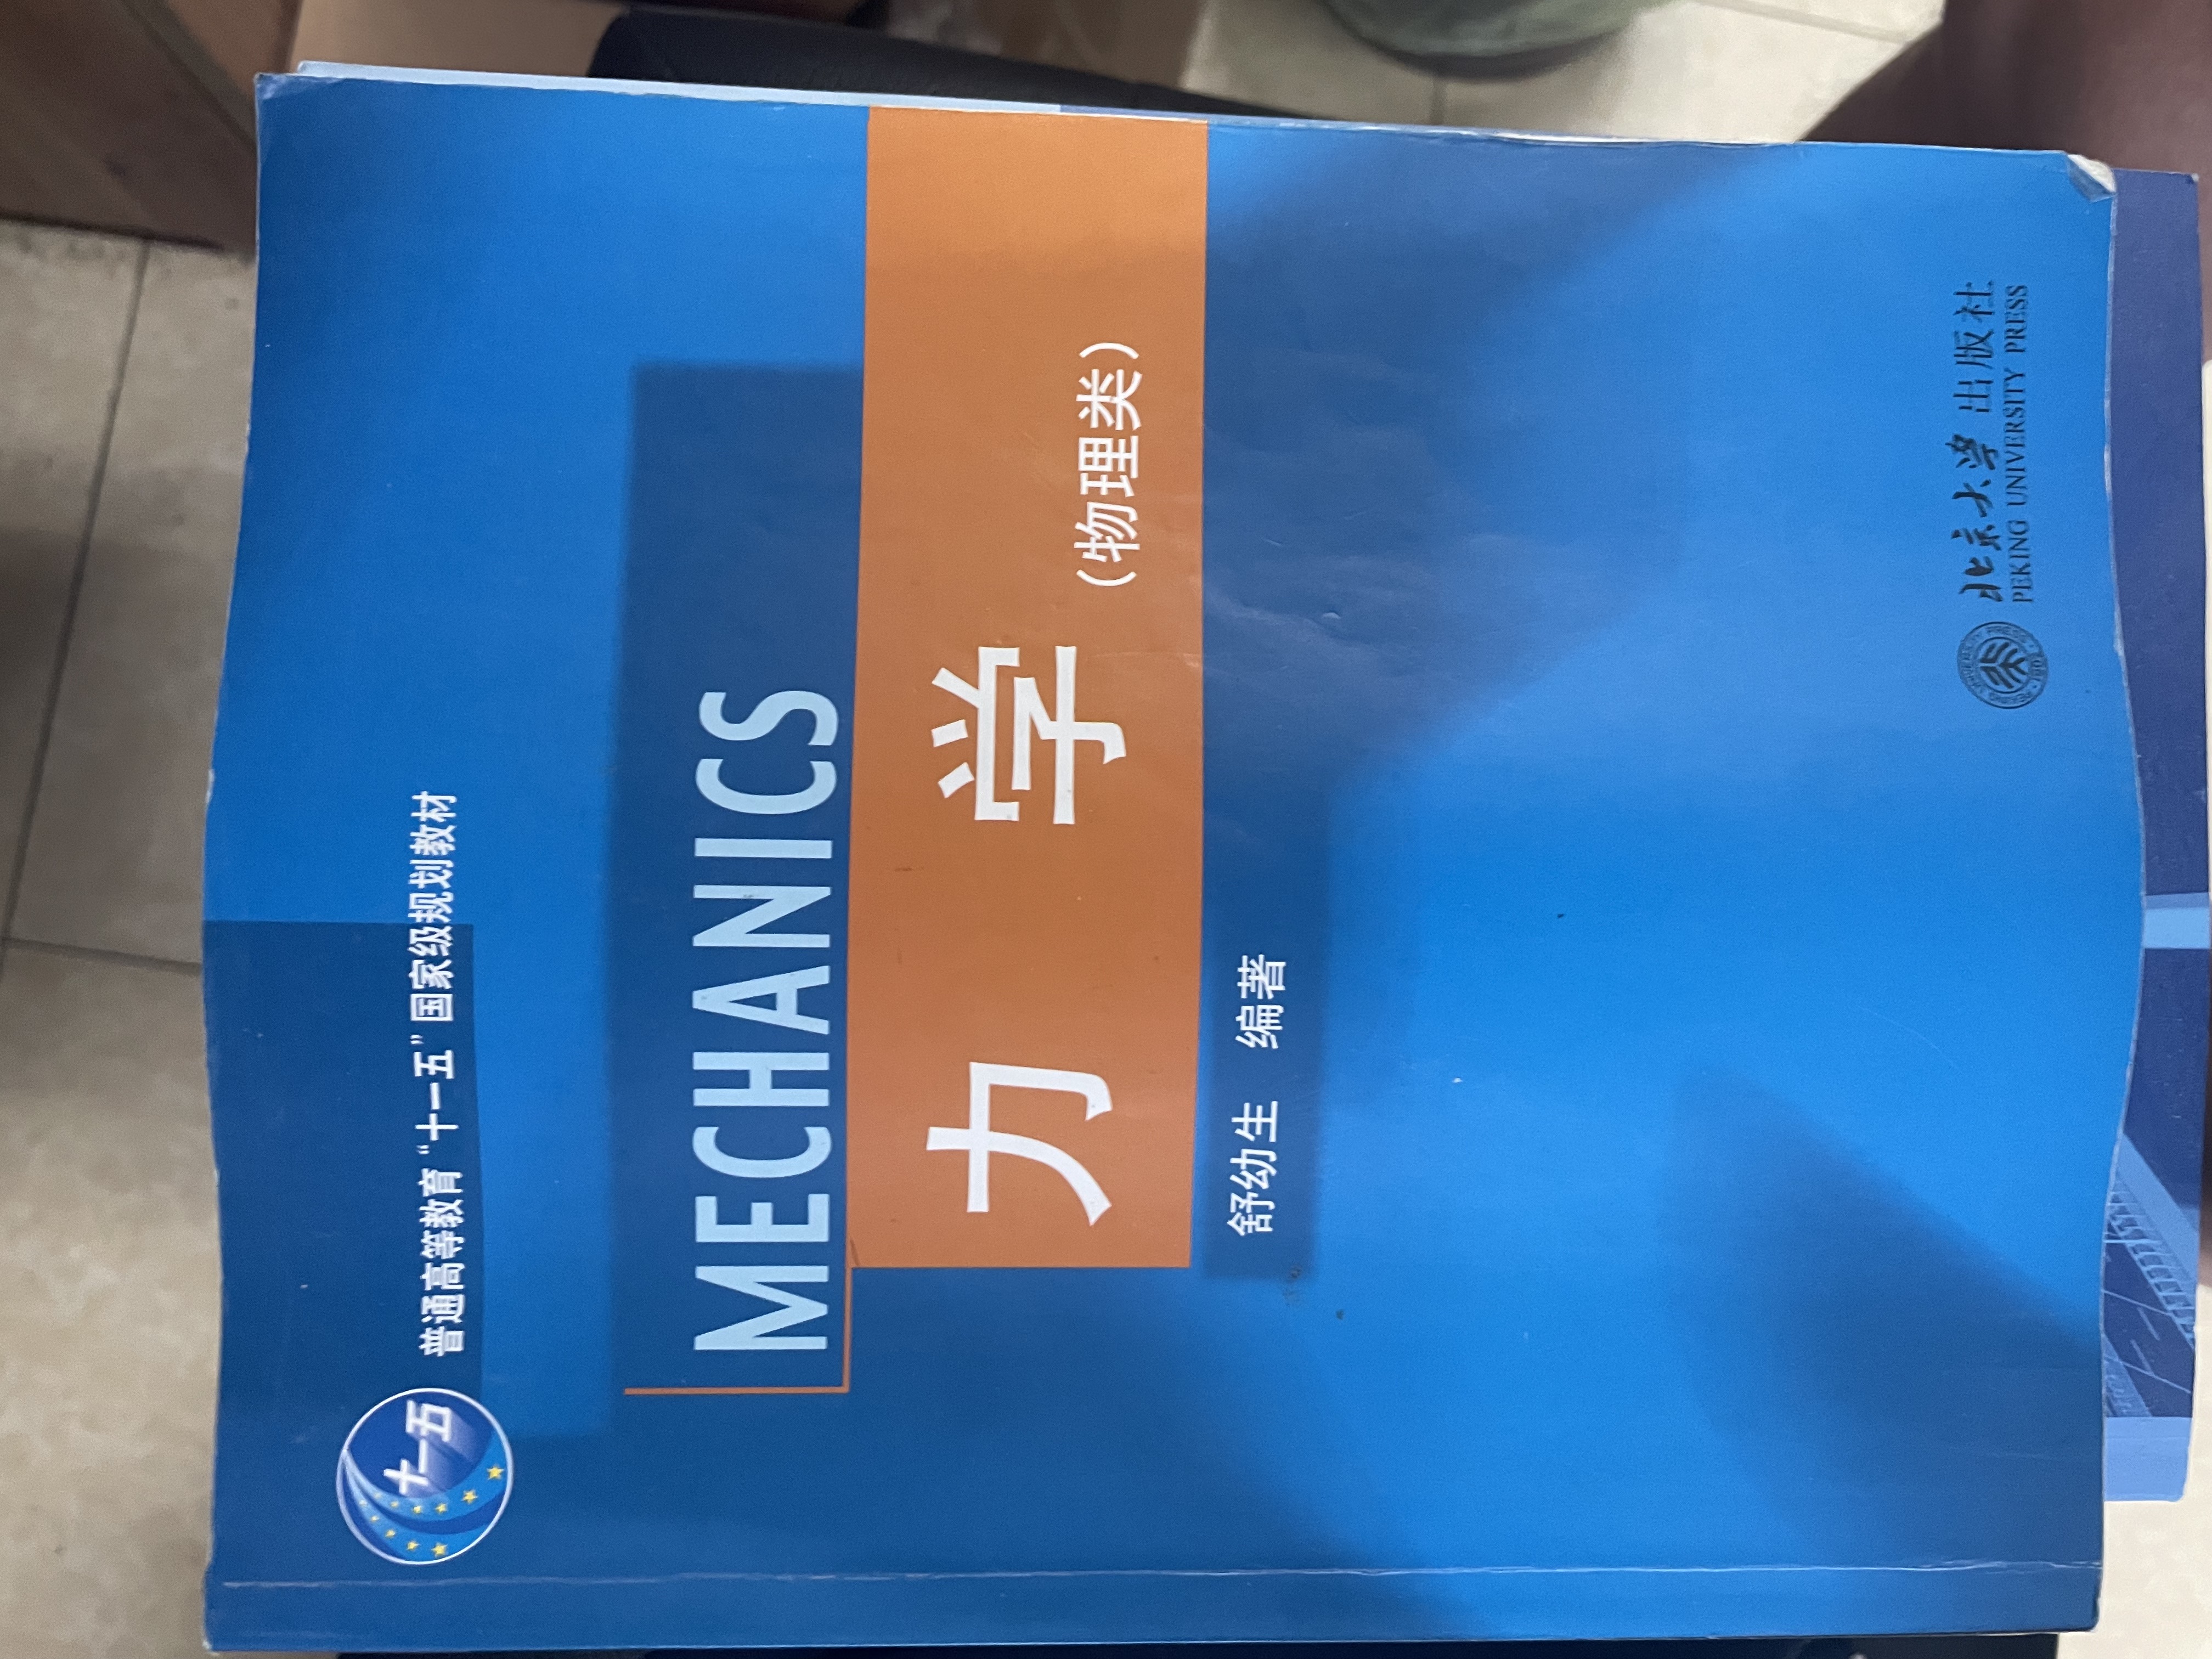 十一五
普通高等教育“十一五”国家级规划教材
MECHANICS
力 学 （物理类）
舒幼生 编著
北京大学出版社
PEKING UNIVERSITY PRESS